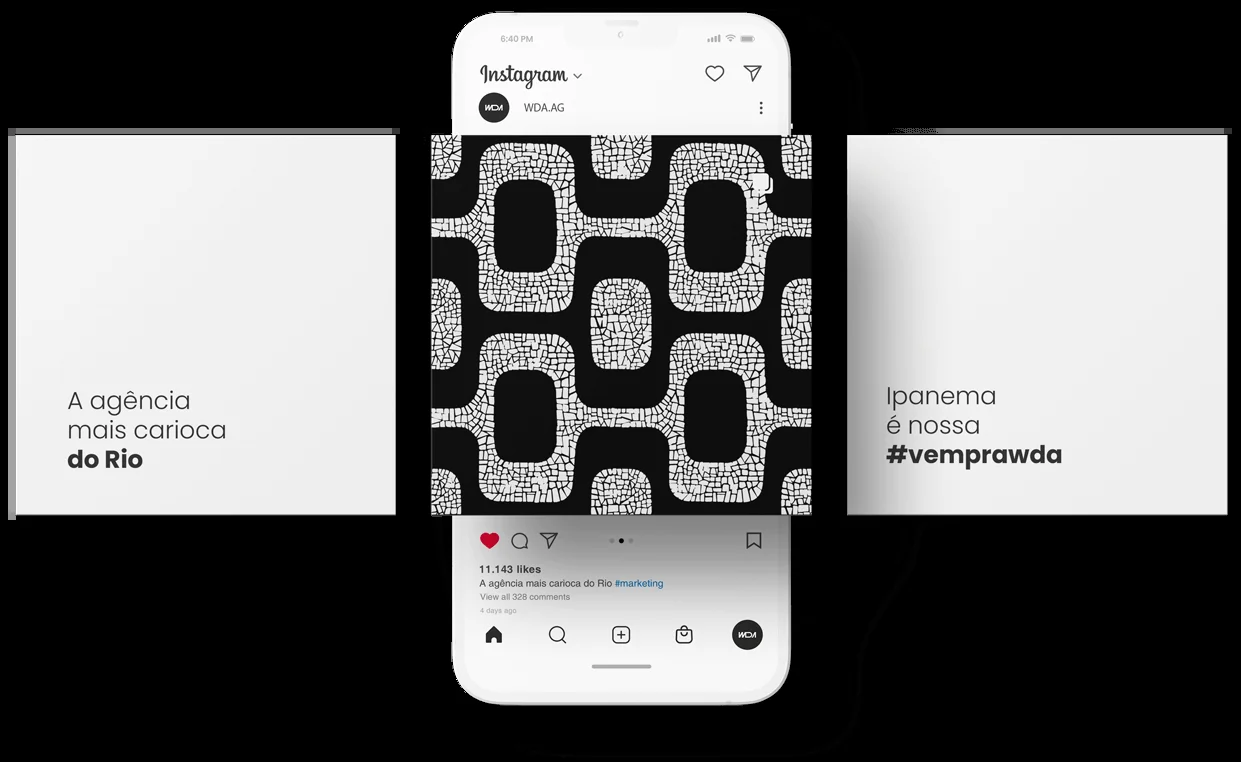 6:40 PM
Instagram
WDA
WDA.AG
A agência
mais carioca
do Rio
Ipanema
é nossa
#vemprawda
11.143 likes
A agência mais carioca do Rio #marketing
View all 328 comments
4 days ago
WDA